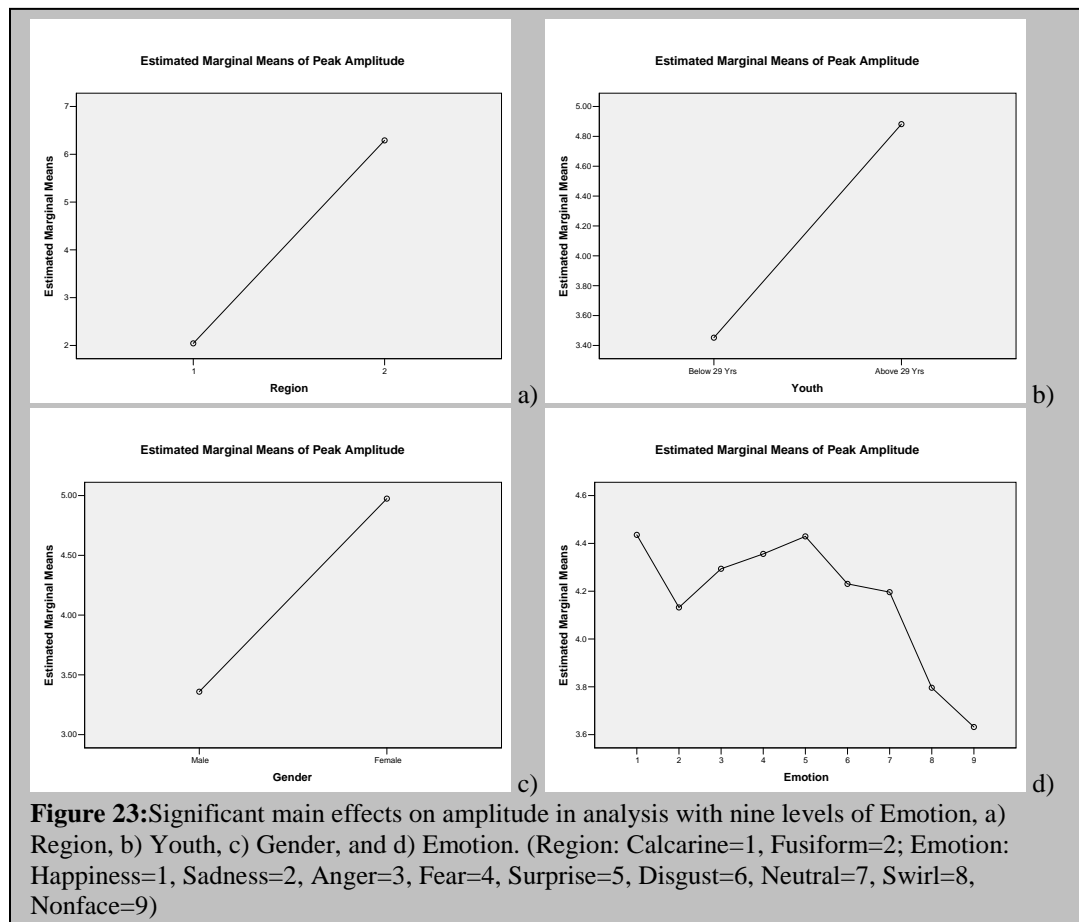 Estimated Marginal Means of Peak Amplitude
Estimated Marginal Means
7
6
5
4
3
2
1
2
Region
a)
Estimated Marginal Means of Peak Amplitude
Estimated Marginal Means
5.00
4.80
4.60
4.40
4.20
4.00
3.80
3.60
3.40
Below 29 Yrs
Above 29 Yrs
Youth
b)
Estimated Marginal Means of Peak Amplitude
Estimated Marginal Means
5.00
4.50
4.00
3.50
3.00
Male
Female
Gender
c)
Estimated Marginal Means of Peak Amplitude
Estimated Marginal Means
4.6
4.4
4.2
4.0
3.8
3.6
1
2
3
4
5
6
7
8
9
Emotion
d)
Figure 23:Significant main effects on amplitude in analysis with nine levels of Emotion, a)
Region, b) Youth, c) Gender, and d) Emotion. (Region: Calcarine=1, Fusiform=2; Emotion:
Happiness=1, Sadness=2, Anger=3, Fear=4, Surprise=5, Disgust=6, Neutral=7, Swirl=8,
Nonface=9)